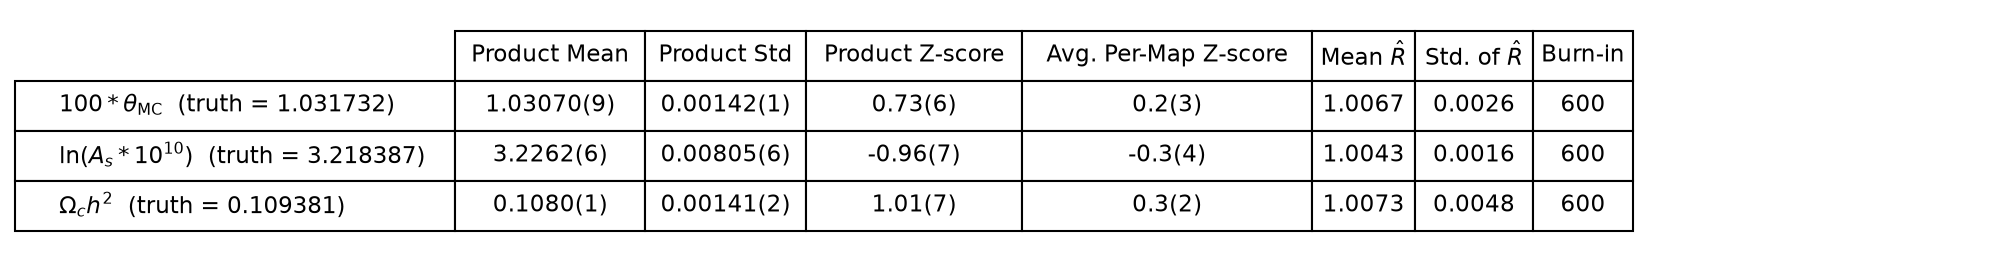 Product Mean Product Std Product Z-score Avg. Per-Map Z-score Mean R̂ Std. of R̂ Burn-in
100 * θ_MC (truth = 1.031732) 1.03070(9) 0.00142(1) 0.73(6) 0.2(3) 1.0067 0.0026 600
ln(A_s * 10^10) (truth = 3.218387) 3.2262(6) 0.00805(6) -0.96(7) -0.3(4) 1.0043 0.0016 600
Ω_c h² (truth = 0.109381) 0.1080(1) 0.00141(2) 1.01(7) 0.3(2) 1.0073 0.0048 600